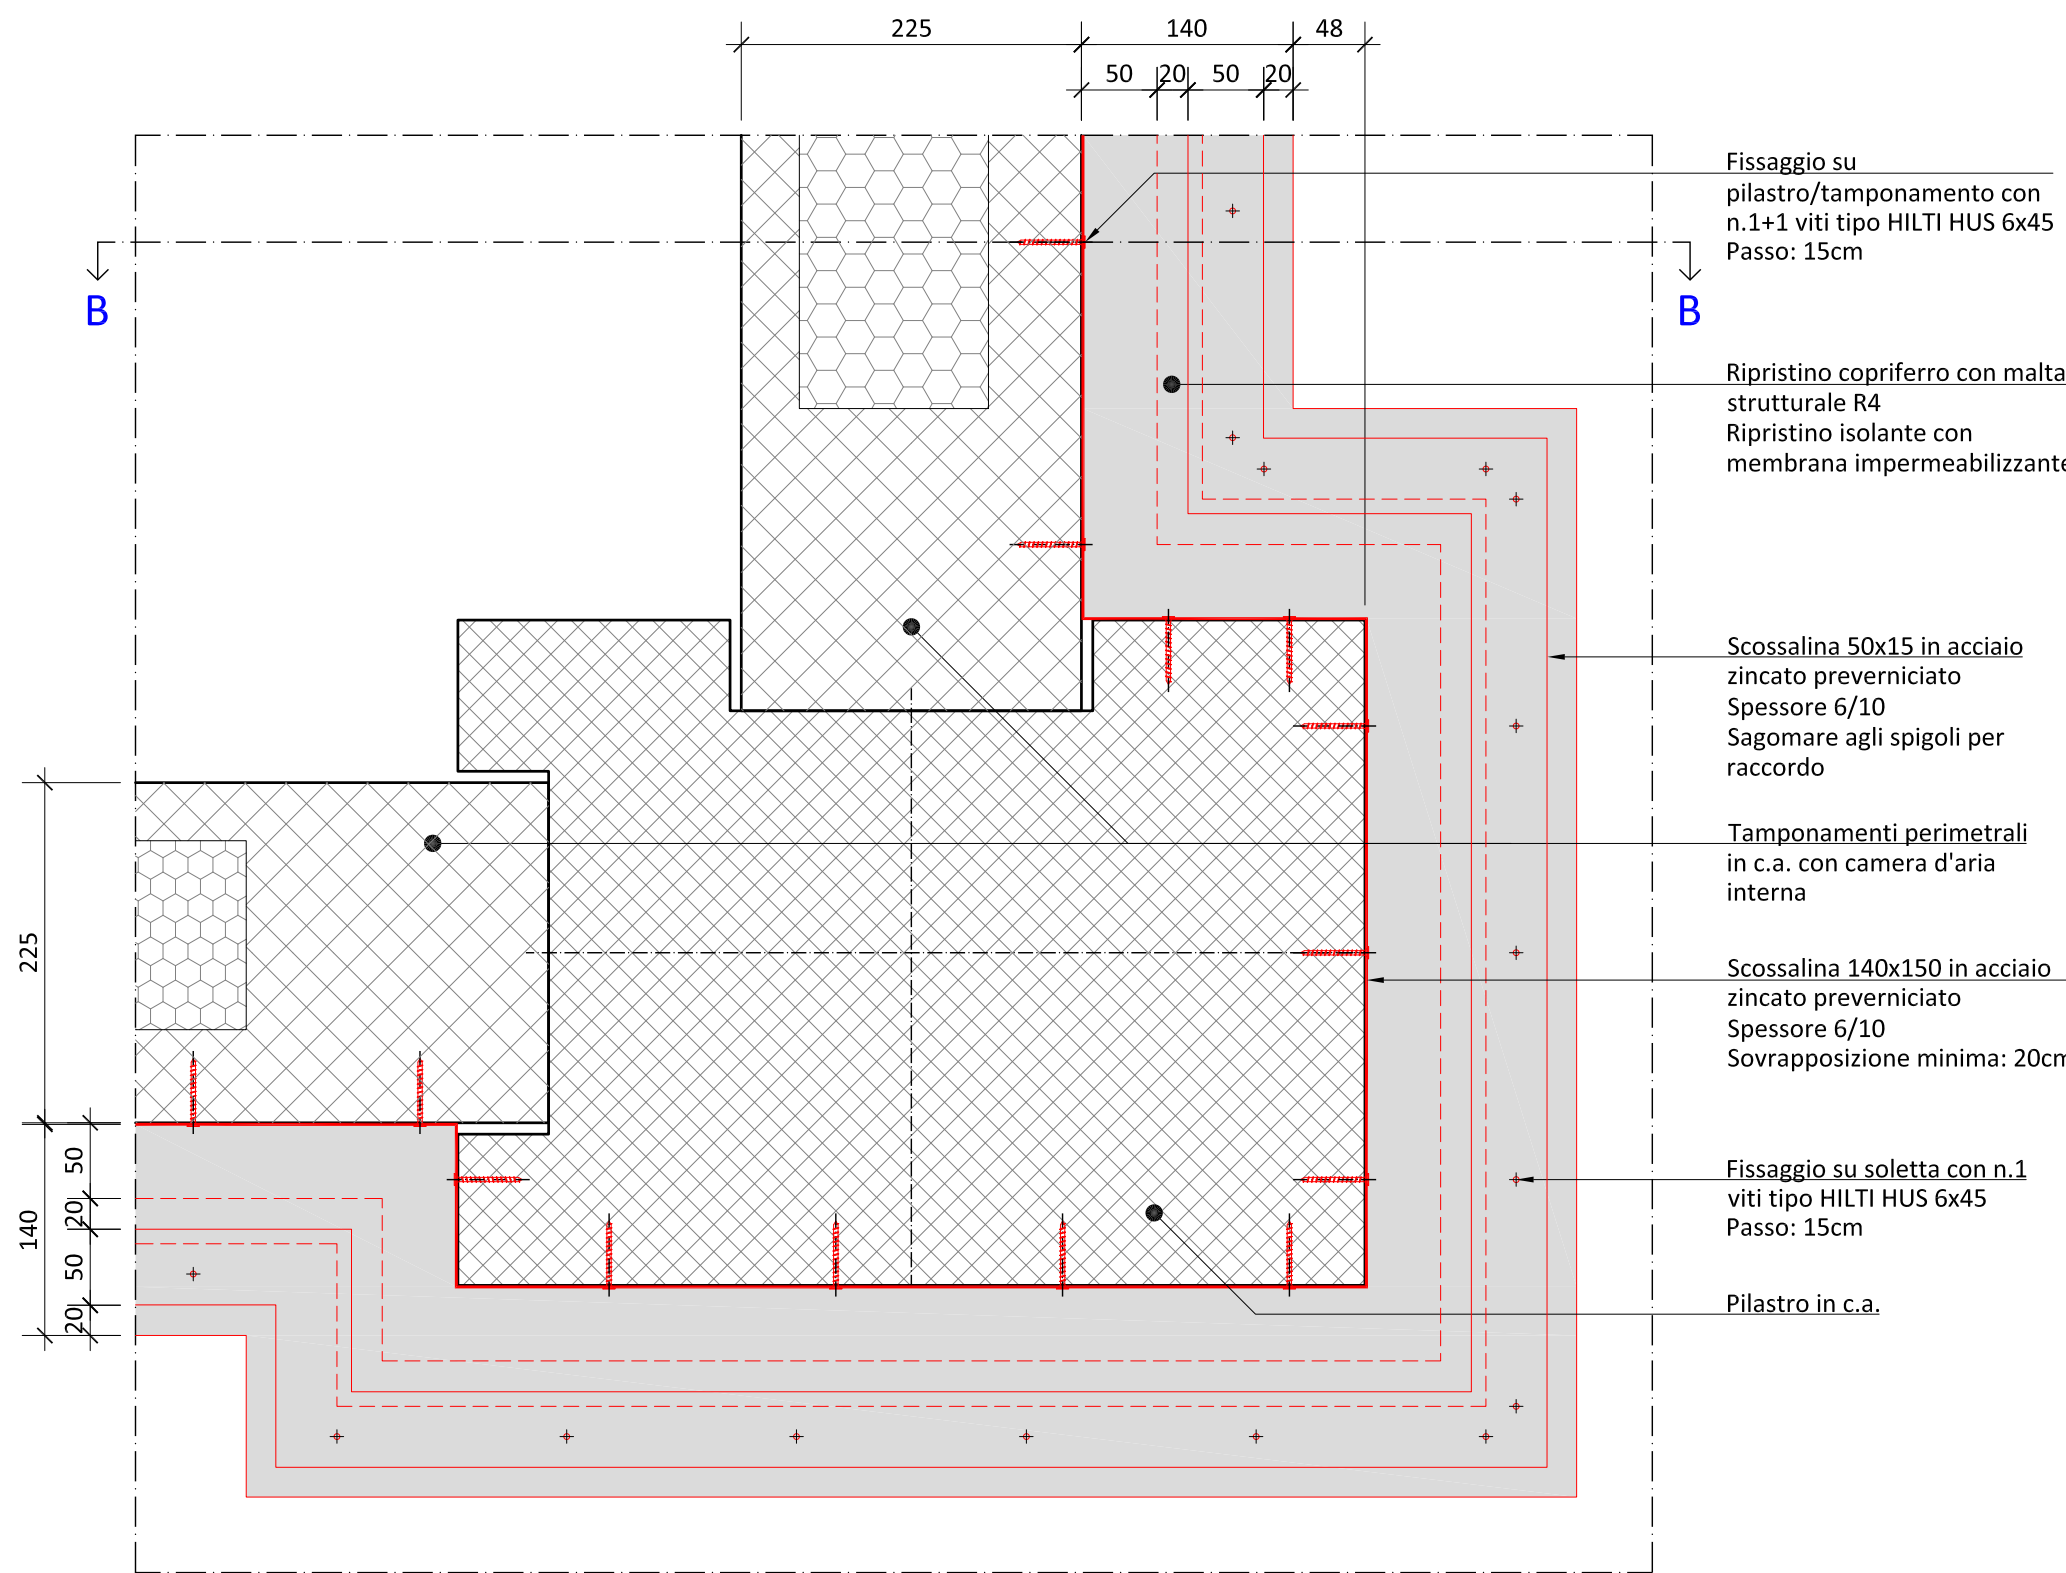 225
140
48
50
20
50
20
Fissaggio su
pilastro/tamponamento con
n.1+1 viti tipo HILTI HUS 6x45
Passo: 15cm
B
B
Ripristino copriferro con malta
strutturale R4
Ripristino isolante con
membrana impermeabilizzante
Scossalina 50x15 in acciaio
zincato preverniciato
Spessore 6/10
Sagomare agli spigoli per
raccordo
Tamponamenti perimetrali
in c.a. con camera d'aria
interna
225
Scossalina 140x150 in acciaio
zincato preverniciato
Spessore 6/10
Sovrapposizione minima: 20cm
50
20
140
50
20
Fissaggio su soletta con n.1
viti tipo HILTI HUS 6x45
Passo: 15cm
Pilastro in c.a.